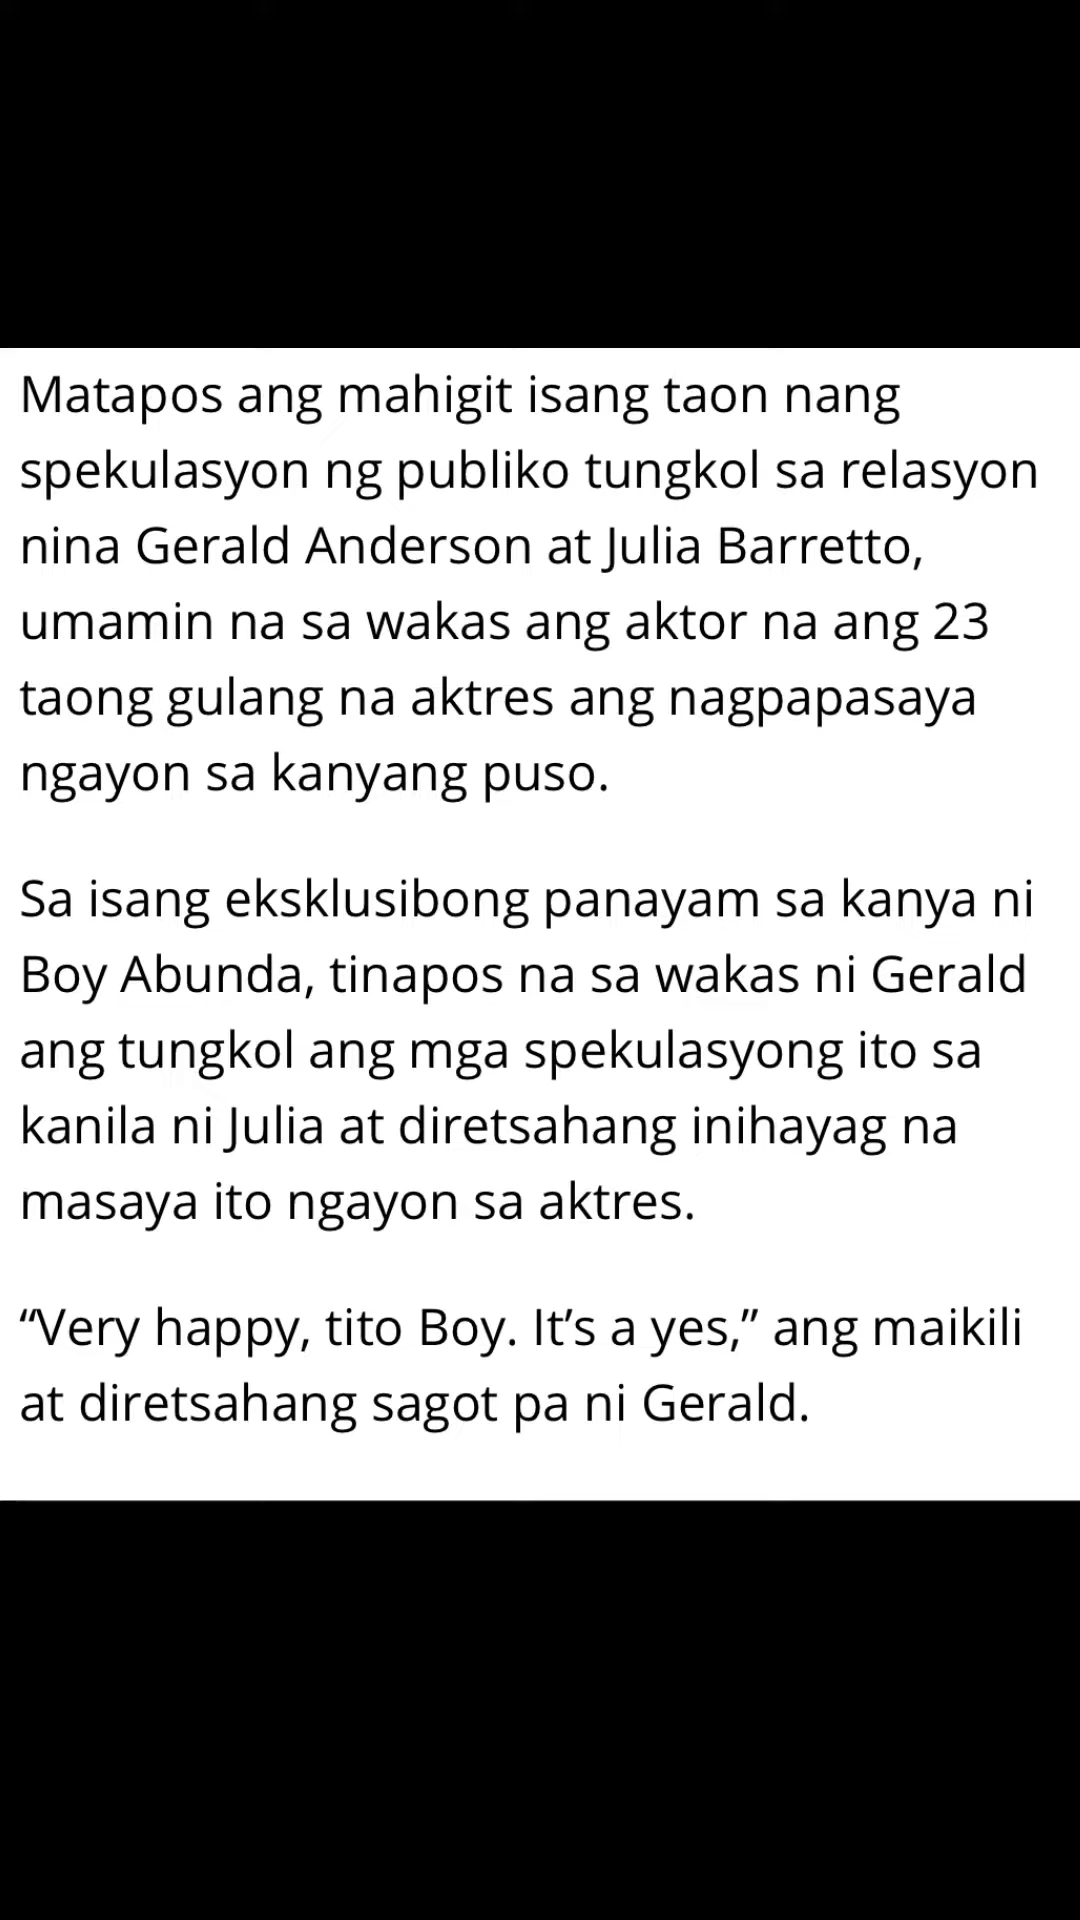 Matapos ang mahigit isang taon nang
spekulasyon ng publiko tungkol sa relasyon
nina Gerald Anderson at Julia Barretto,
umamin na sa wakas ang aktor na ang 23
taong gulang na aktres ang nagpapasaya
ngayon sa kanyang puso.
Sa isang eksklusibong panayam sa kanya ni
Boy Abunda, tinapos na sa wakas ni Gerald
ang tungkol ang mga spekulasyong ito sa
kanila ni Julia at diretsahang inihayag na
masaya ito ngayon sa aktres.
“Very happy, tito Boy. It’s a yes,” ang maikili
at diretsahang sagot pa ni Gerald.